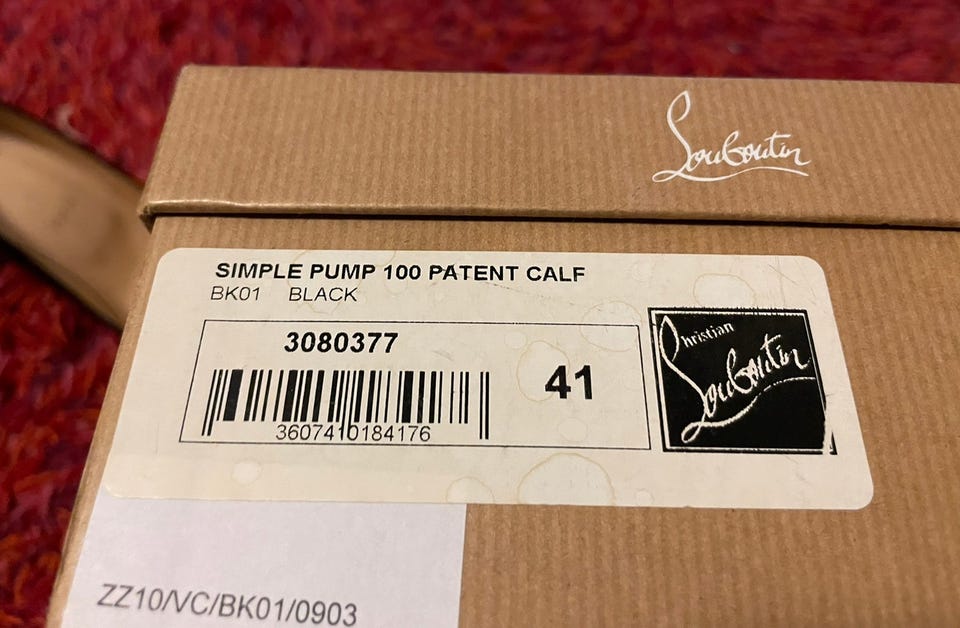 Louboutin
SIMPLE PUMP 100 PATENT CALF
BK01 BLACK
3080377
41
3607410184176
Christian
Louboutin
ZZ10/VC/BK01/0903